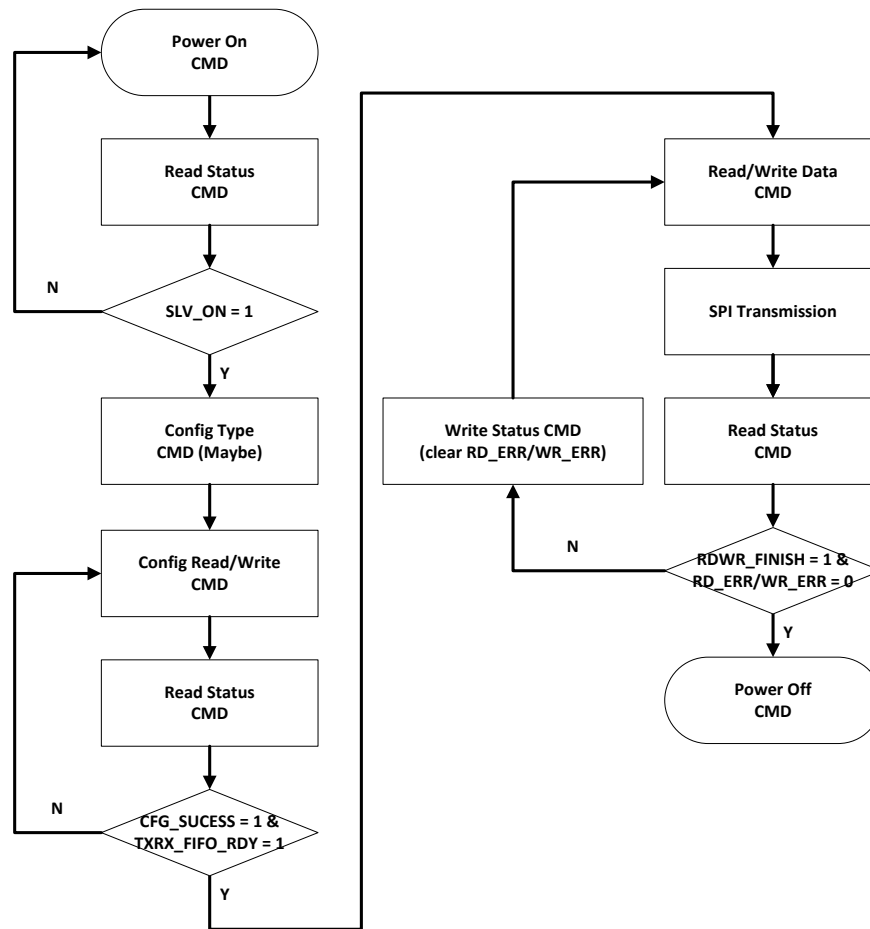 Power On
CMD
Read Status
CMD
N
SLV_ON = 1
Y
Config Type
CMD (Maybe)
Config Read/Write
CMD
Read Status
CMD
N
CFG_SUCESS = 1 &
TXRX_FIFO_RDY = 1
Y
Read/Write Data
CMD
SPI Transmission
Write Status CMD
(clear RD_ERR/WR_ERR)
Read Status
CMD
N
RDWR_FINISH = 1 &
RD_ERR/WR_ERR = 0
Y
Power Off
CMD